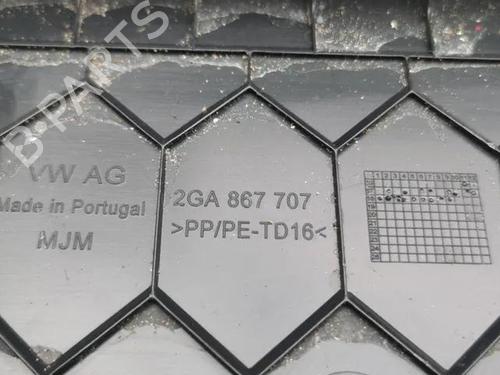 B-PARTS
VW AG
Made in Portugal
MJM
2GA 867 707
>PP/PE-TD16<